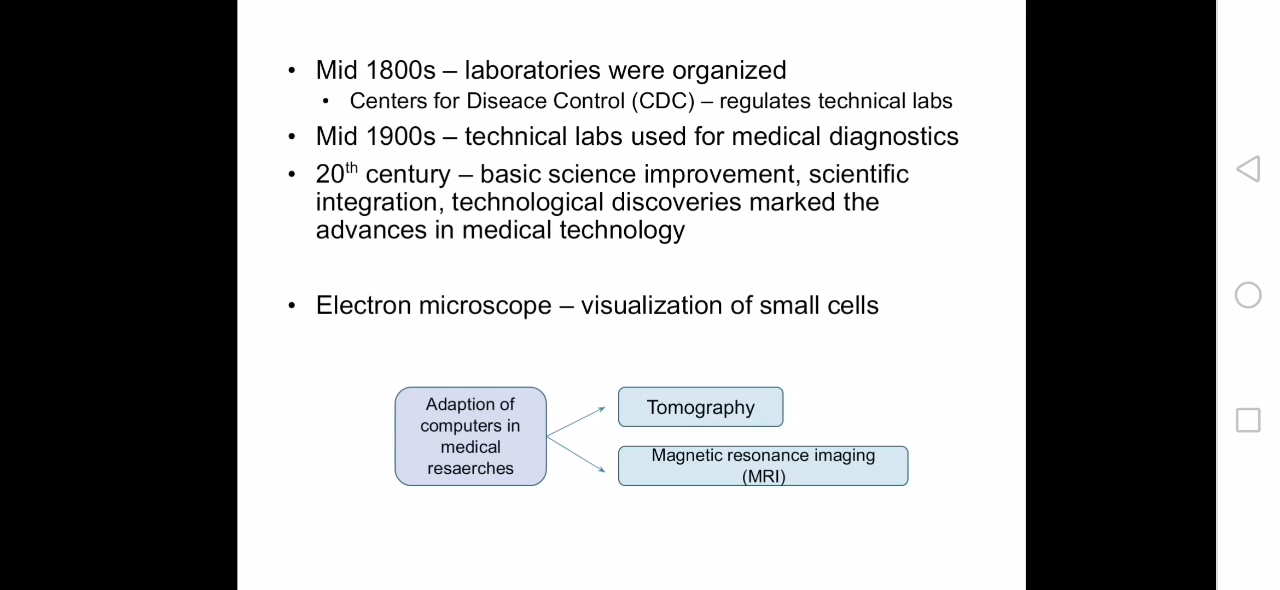 • Mid 1800s – laboratories were organized
• Centers for Diseace Control (CDC) – regulates technical labs
• Mid 1900s – technical labs used for medical diagnostics
• 20th century – basic science improvement, scientific
integration, technological discoveries marked the
advances in medical technology
• Electron microscope – visualization of small cells
Adaption of
computers in
medical
resaerches
Tomography
Magnetic resonance imaging
(MRI)